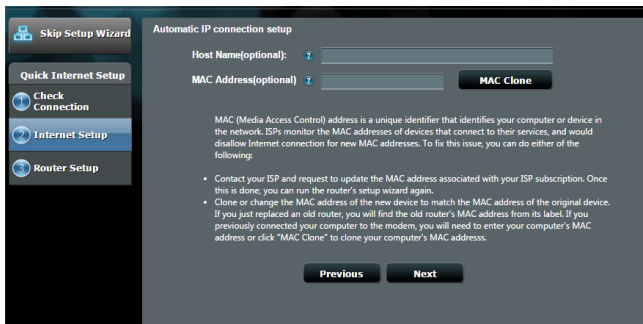 Skip Setup Wizard
Quick Internet Setup
1 Check
Connection
2 Internet Setup
3 Router Setup
Automatic IP connection setup
Host Name(optional): ?
MAC Address(optional) ?
MAC Clone
MAC (Media Access Control) address is a unique identifier that identifies your computer or device in
the network. ISPs monitor the MAC addresses of devices that connect to their services, and would
disallow Internet connection for new MAC addresses. To fix this issue, you can do either of the
following:
• Contact your ISP and request to update the MAC address associated with your ISP subscription. Once
this is done, you can run the router's setup wizard again.
• Clone or change the MAC address of the new device to match the MAC address of the original device.
If you just replaced an old router, you will find the old router's MAC address from its label. If you
previously connected your computer to the modem, you will need to enter your computer's MAC
address or click "MAC Clone" to clone your computer's MAC addresss.
Previous
Next